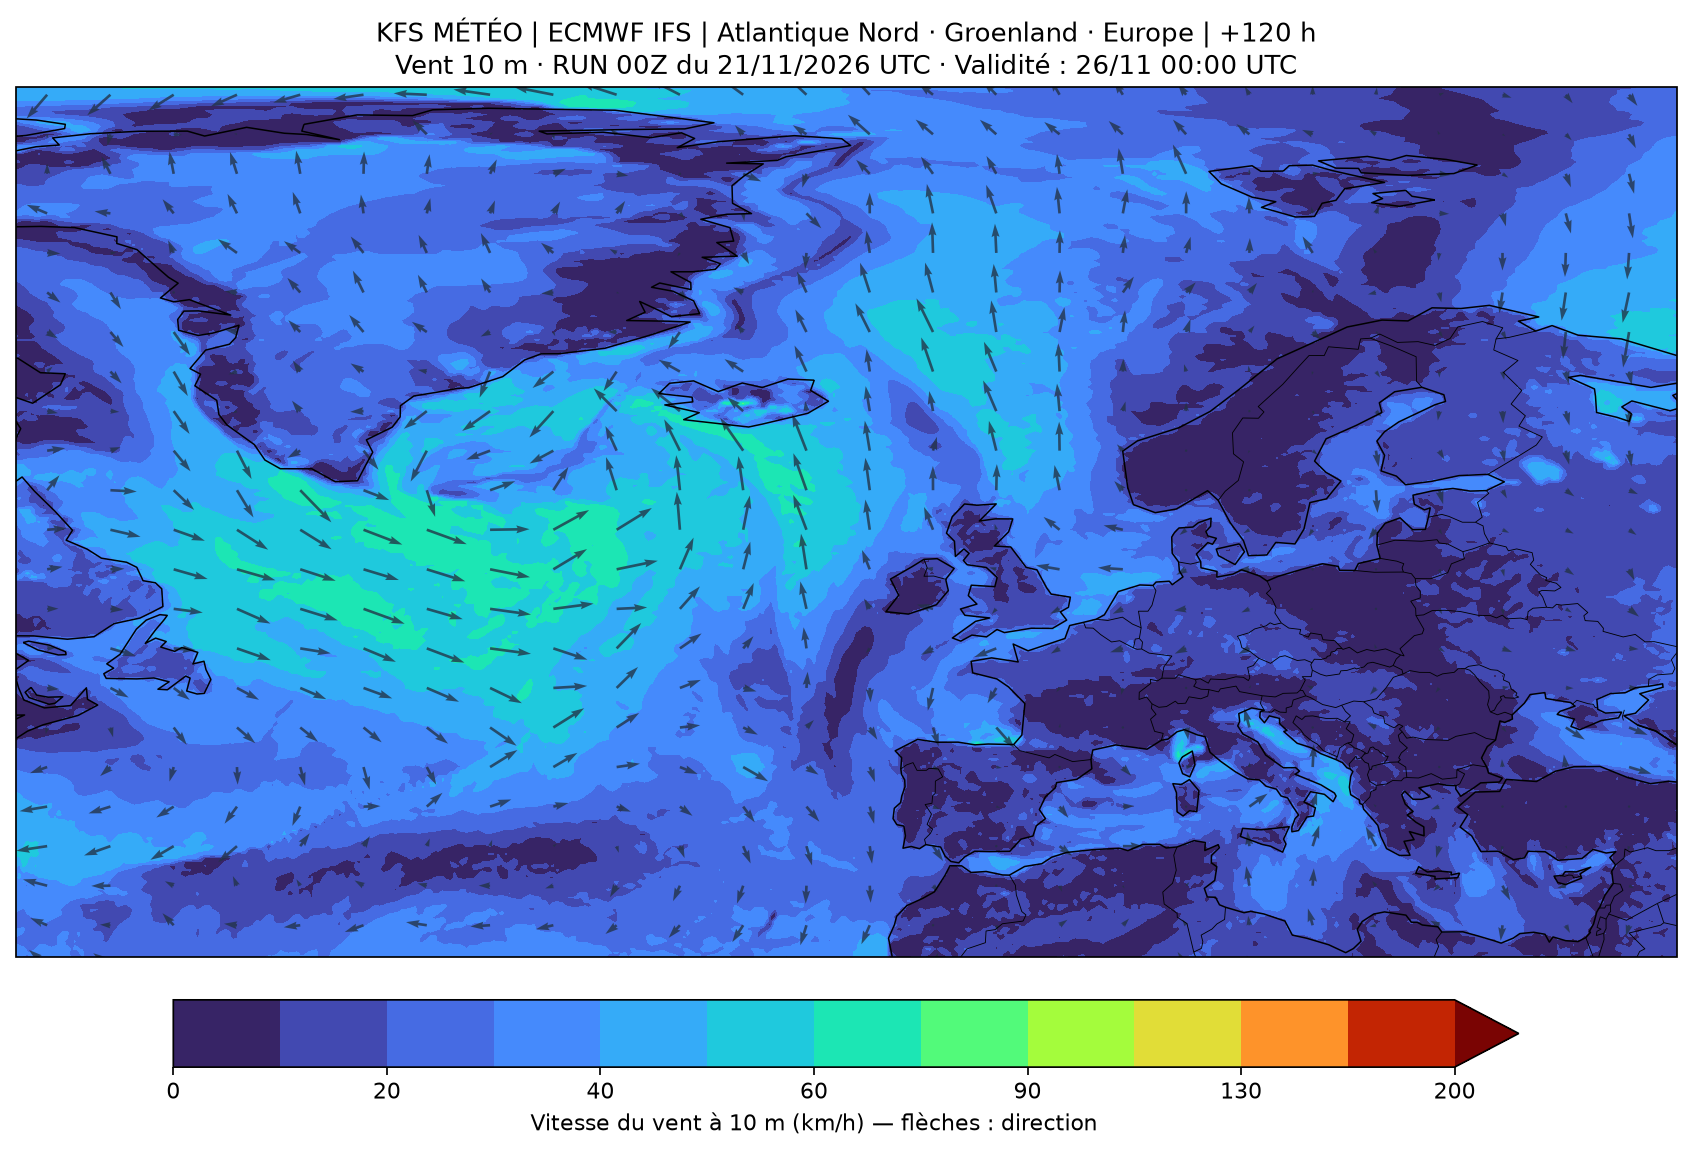 KFS MÉTÉO | ECMWF IFS | Atlantique Nord · Groenland · Europe | +120 h
Vent 10 m · RUN 00Z du 21/11/2026 UTC · Validité : 26/11 00:00 UTC
0 20 40 60 90 130 200
Vitesse du vent à 10 m (km/h) — flèches : direction